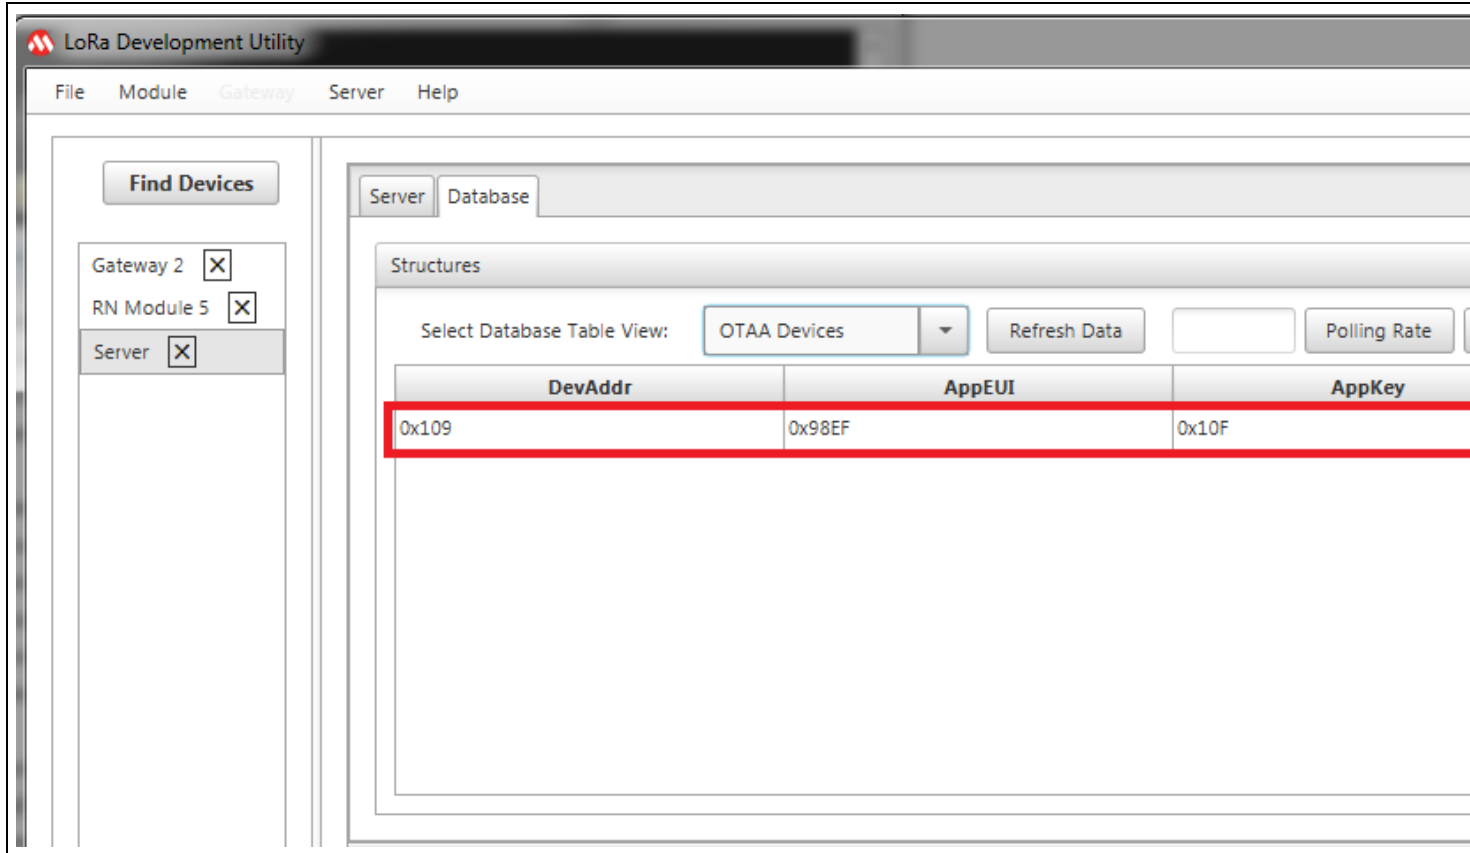 LoRa Development Utility
File Module Gateway Server Help
Find Devices
Gateway 2
RN Module 5
Server
Server Database
Structures
Select Database Table View: OTAA Devices Refresh Data Polling Rate
DevAddr AppEUI AppKey
0x109 0x98EF 0x10F